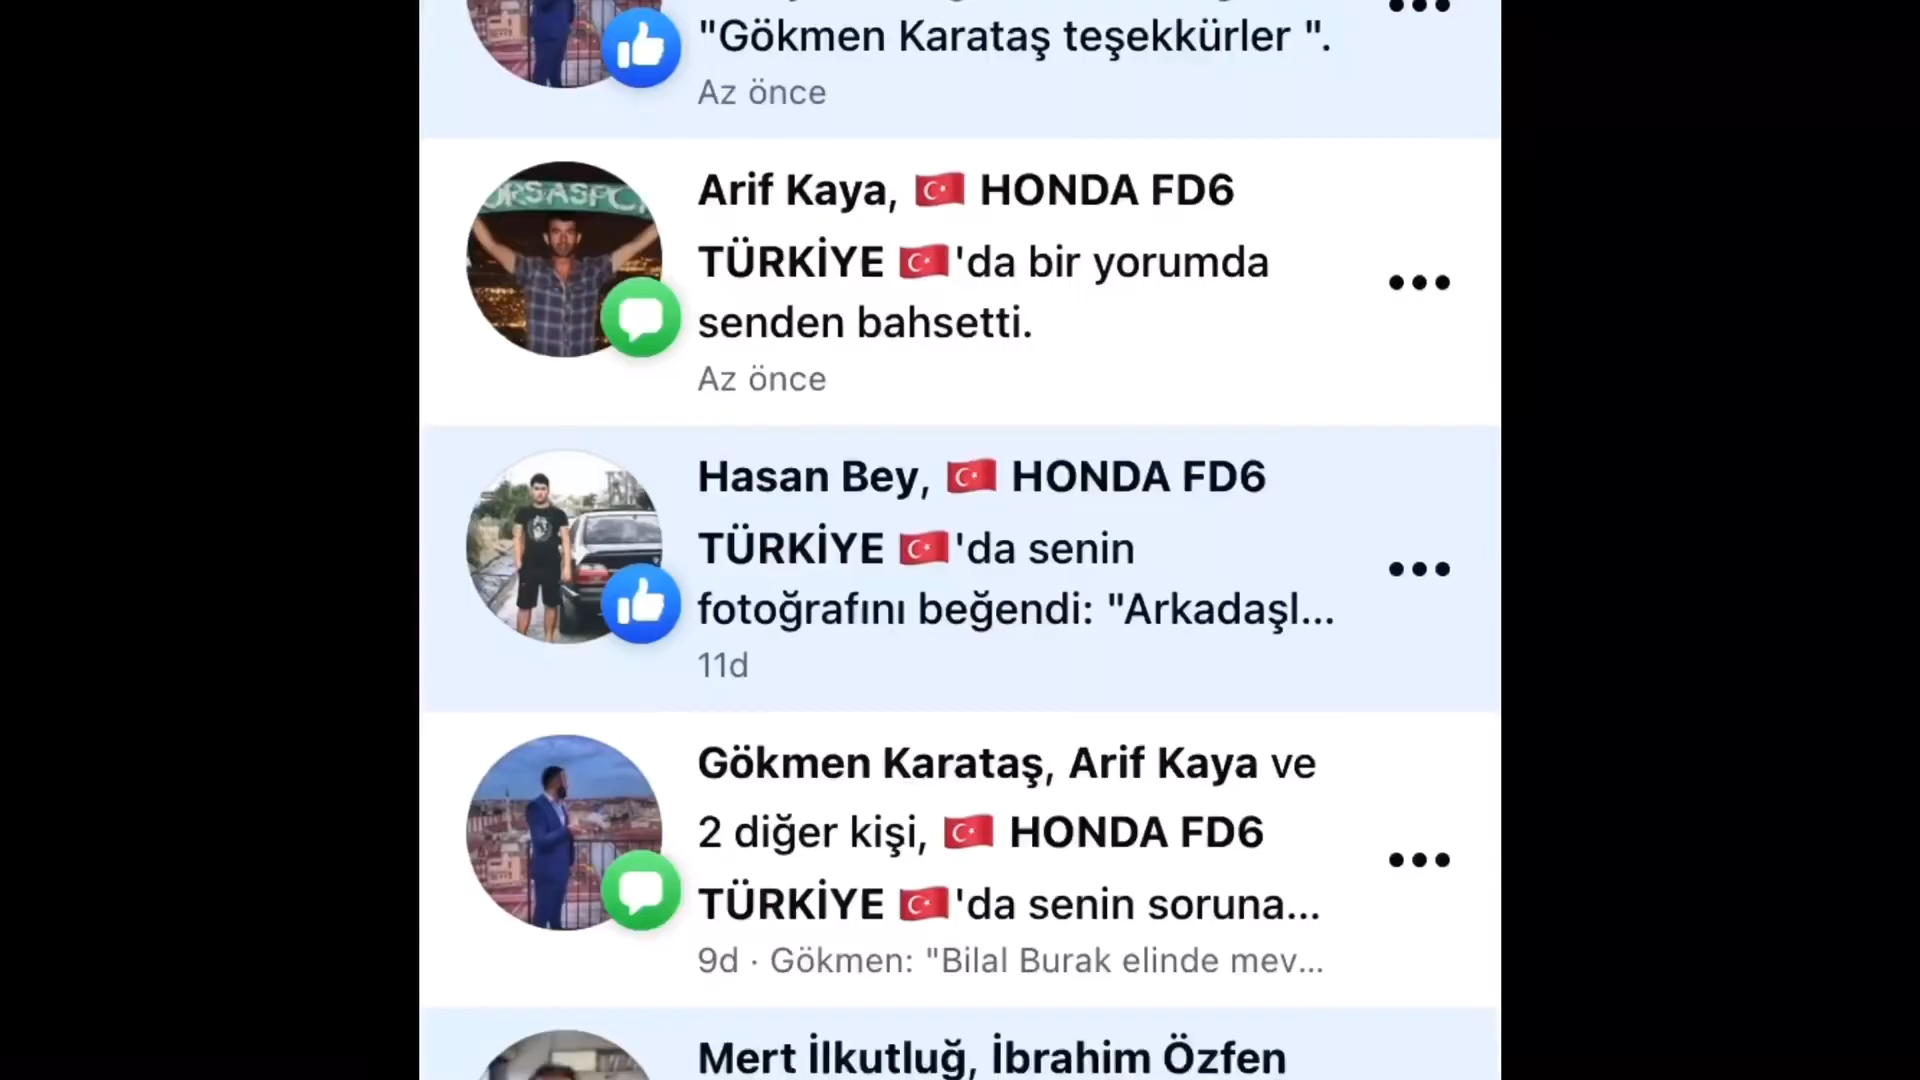 "Gökmen Karataş teşekkürler ".
Az önce
Arif Kaya, 🇹🇷 HONDA FD6
TÜRKİYE 🇹🇷'da bir yorumda
senden bahsetti.
Az önce
Hasan Bey, 🇹🇷 HONDA FD6
TÜRKİYE 🇹🇷'da senin
fotoğrafını beğendi: "Arkadaşl...
11d
Gökmen Karataş, Arif Kaya ve
2 diğer kişi, 🇹🇷 HONDA FD6
TÜRKİYE 🇹🇷'da senin soruna...
9d · Gökmen: "Bilal Burak elinde mev...
Mert İlkutluğ, İbrahim Özfen